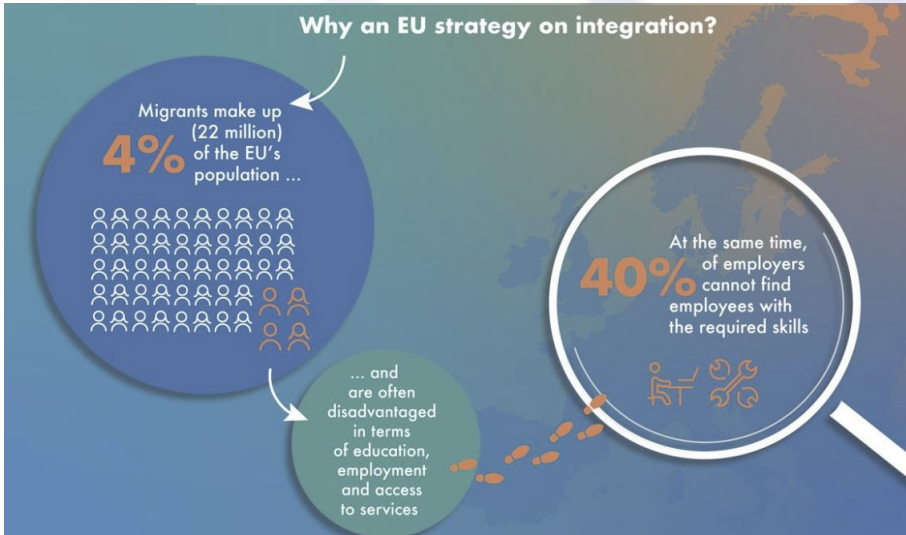 Why an EU strategy on integration?
Migrants make up
4% (22 million)
of the EU's
population ...
... and
are often
disadvantaged
in terms
of education,
employment
and access
to services
At the same time,
40% of employers
cannot find
employees with
the required skills